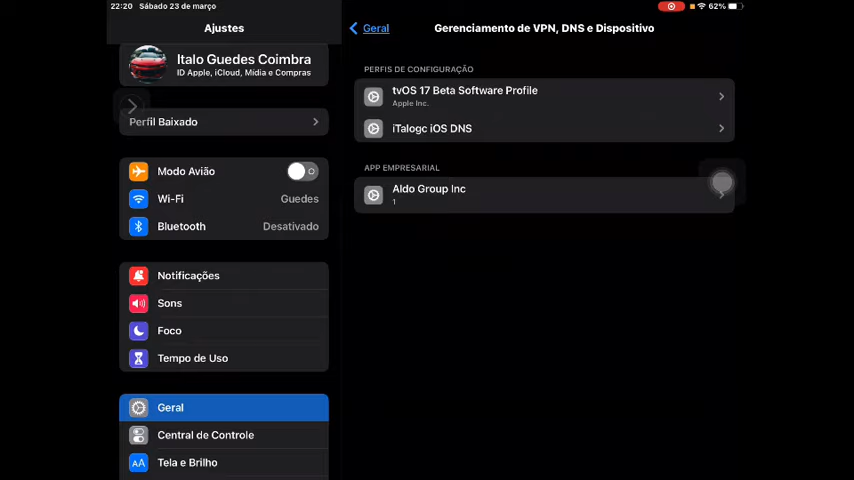 22:20 Sábado 23 de março
62%
Ajustes
Italo Guedes Coimbra
ID Apple, iCloud, Mídia e Compras
Perfil Baixado
Modo Avião
Wi-Fi Guedes
Bluetooth Desativado
Notificações
Sons
Foco
Tempo de Uso
Geral
Central de Controle
AA Tela e Brilho
Geral
Gerenciamento de VPN, DNS e Dispositivo
PERFIS DE CONFIGURAÇÃO
tvOS 17 Beta Software Profile
Apple Inc.
iTalogc iOS DNS
APP EMPRESARIAL
Aldo Group Inc
1